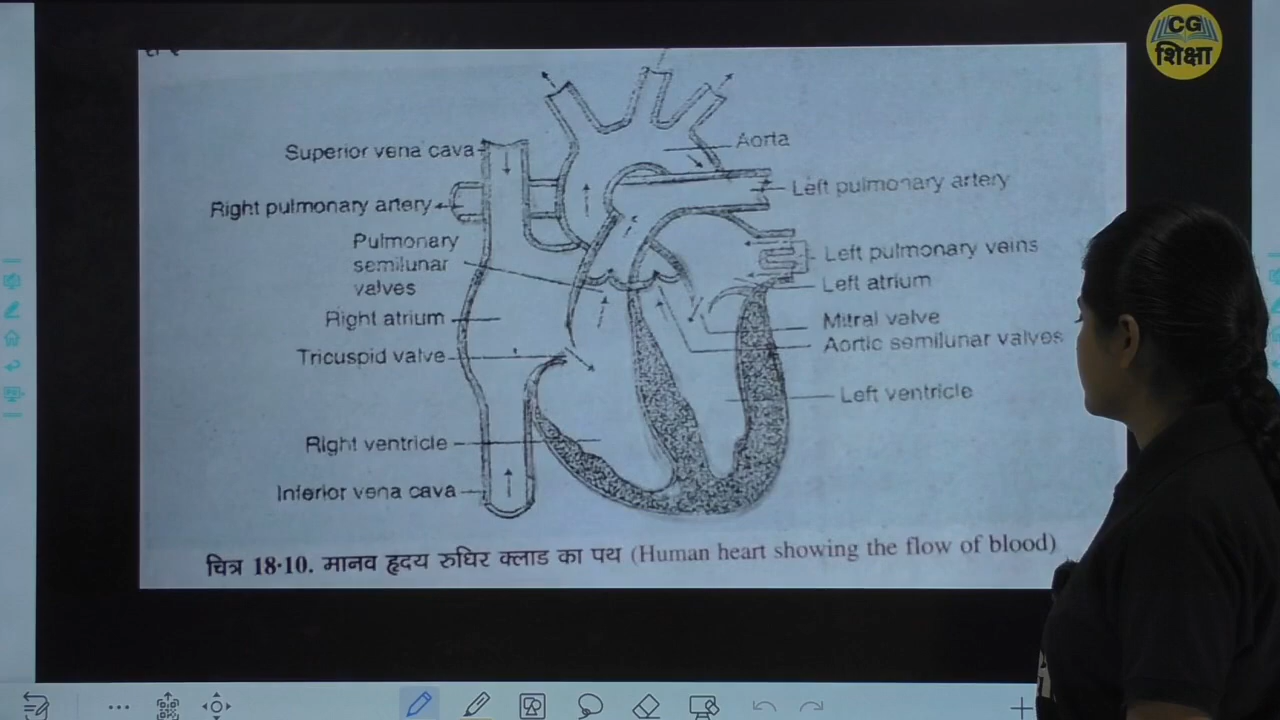 CG
शिक्षा
Superior vena cava
Right pulmonary artery
Pulmonary
semilunar
valves
Right atrium
Tricuspid valve
Right ventricle
Inferior vena cava
Aorta
Left pulmonary artery
Left pulmonary veins
Left atrium
Mitral valve
Aortic semilunar valves
Left ventricle
चित्र 18·10. मानव हृदय रुधिर क्लाड का पथ (Human heart showing the flow of blood)